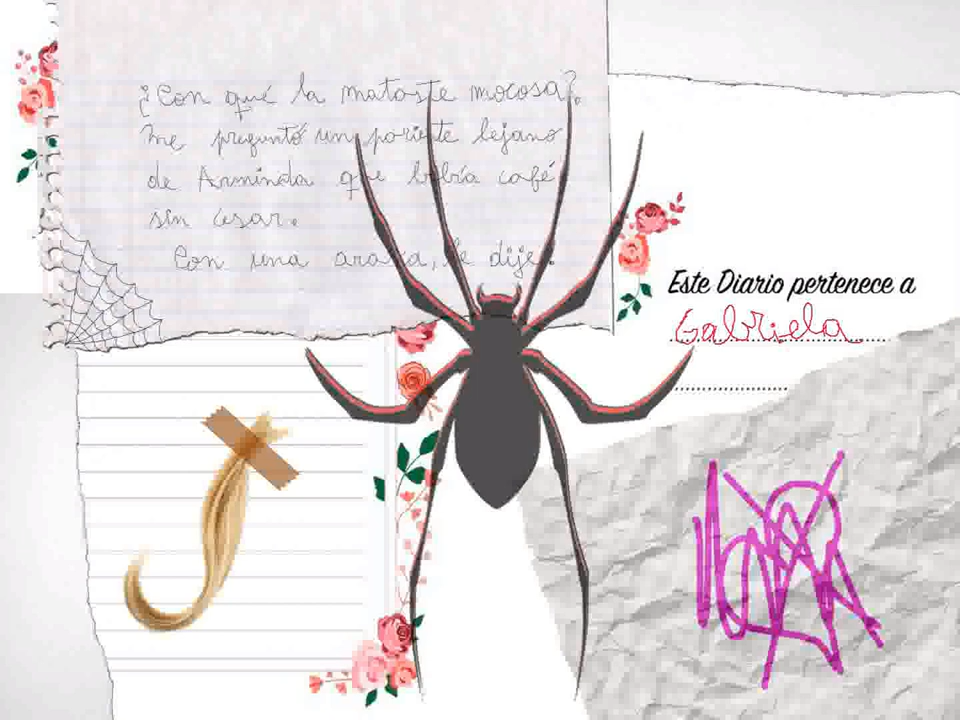 ¿Con qué la mataste mocosa?
me preguntó un pariente lejano
de Arminda que bebía café
sin cesar.
Con una araña, le dije.
Este Diario pertenece a
Gabriela